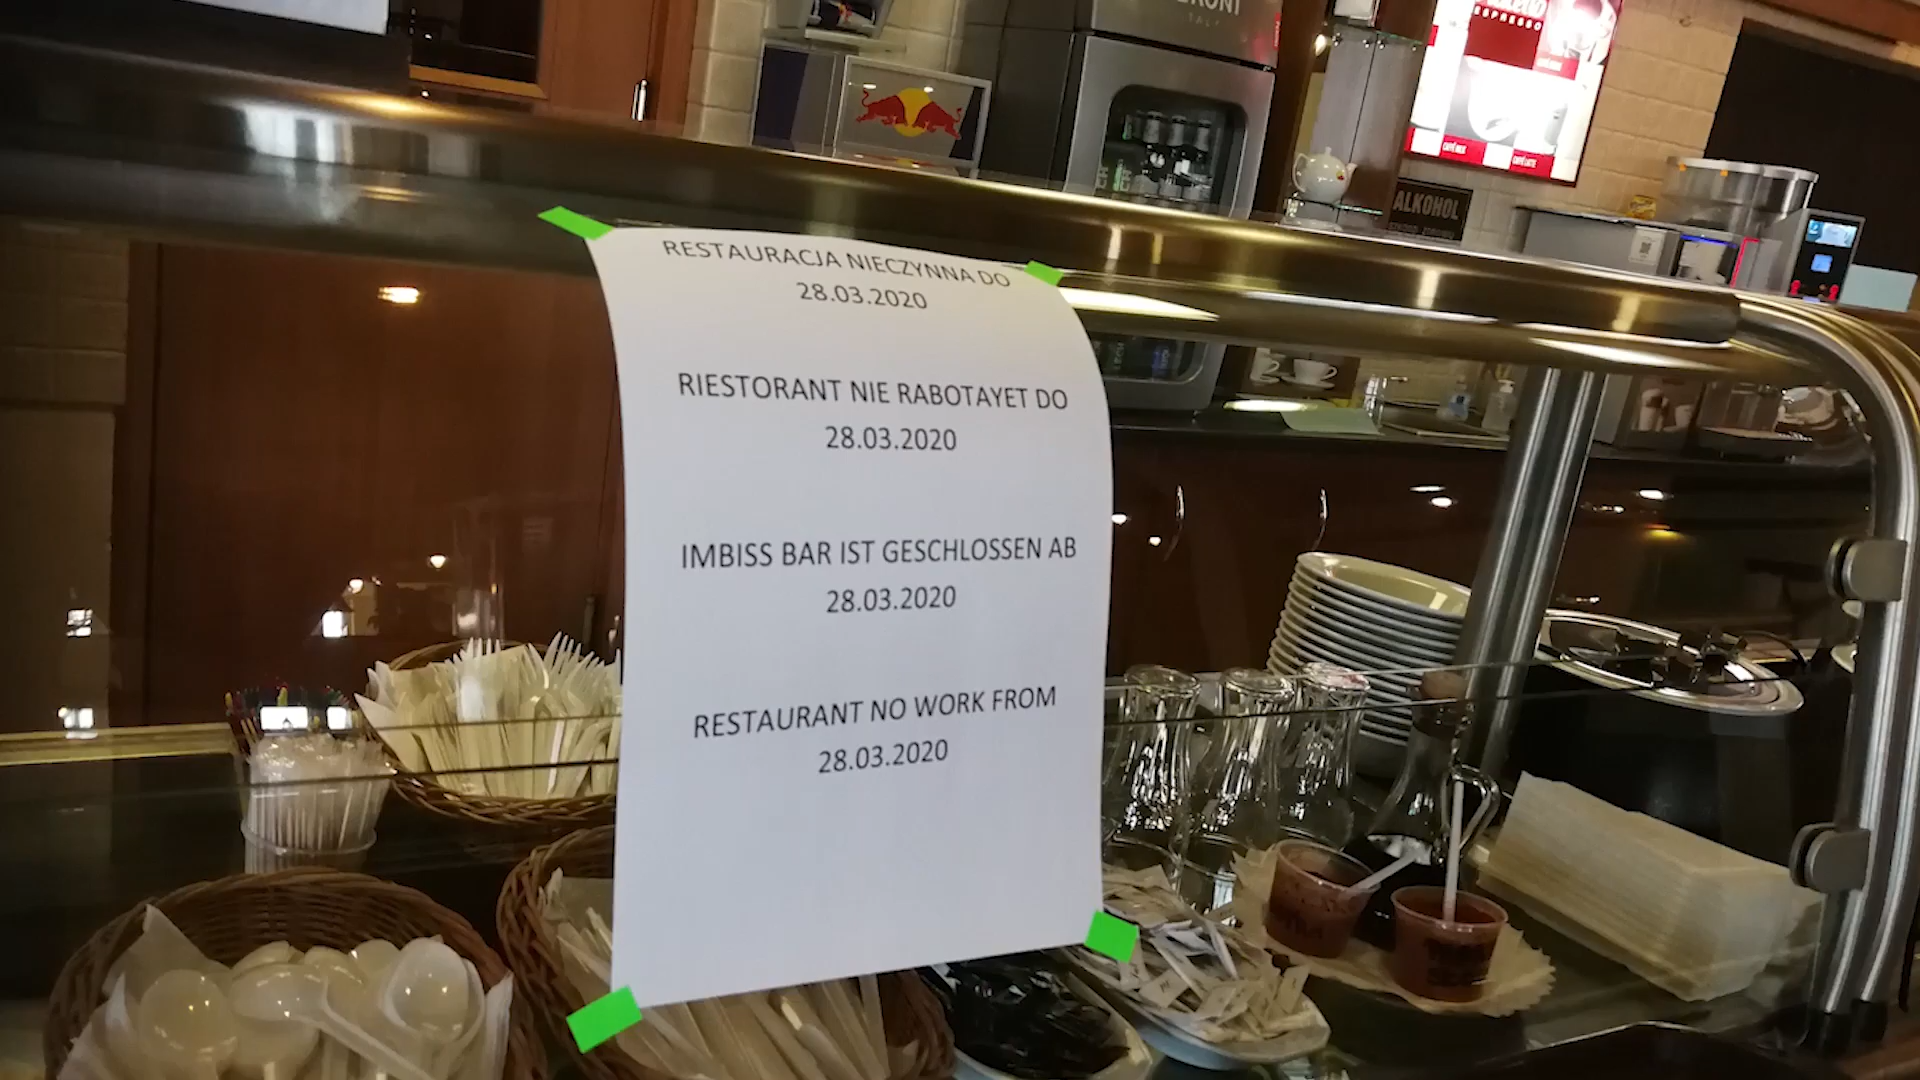 ESPRESSO
ALKOHOL
RESTAURACJA NIECZYNNA DO
28.03.2020
RIESTORANT NIE RABOTAYET DO
28.03.2020
IMBISS BAR IST GESCHLOSSEN AB
28.03.2020
RESTAURANT NO WORK FROM
28.03.2020